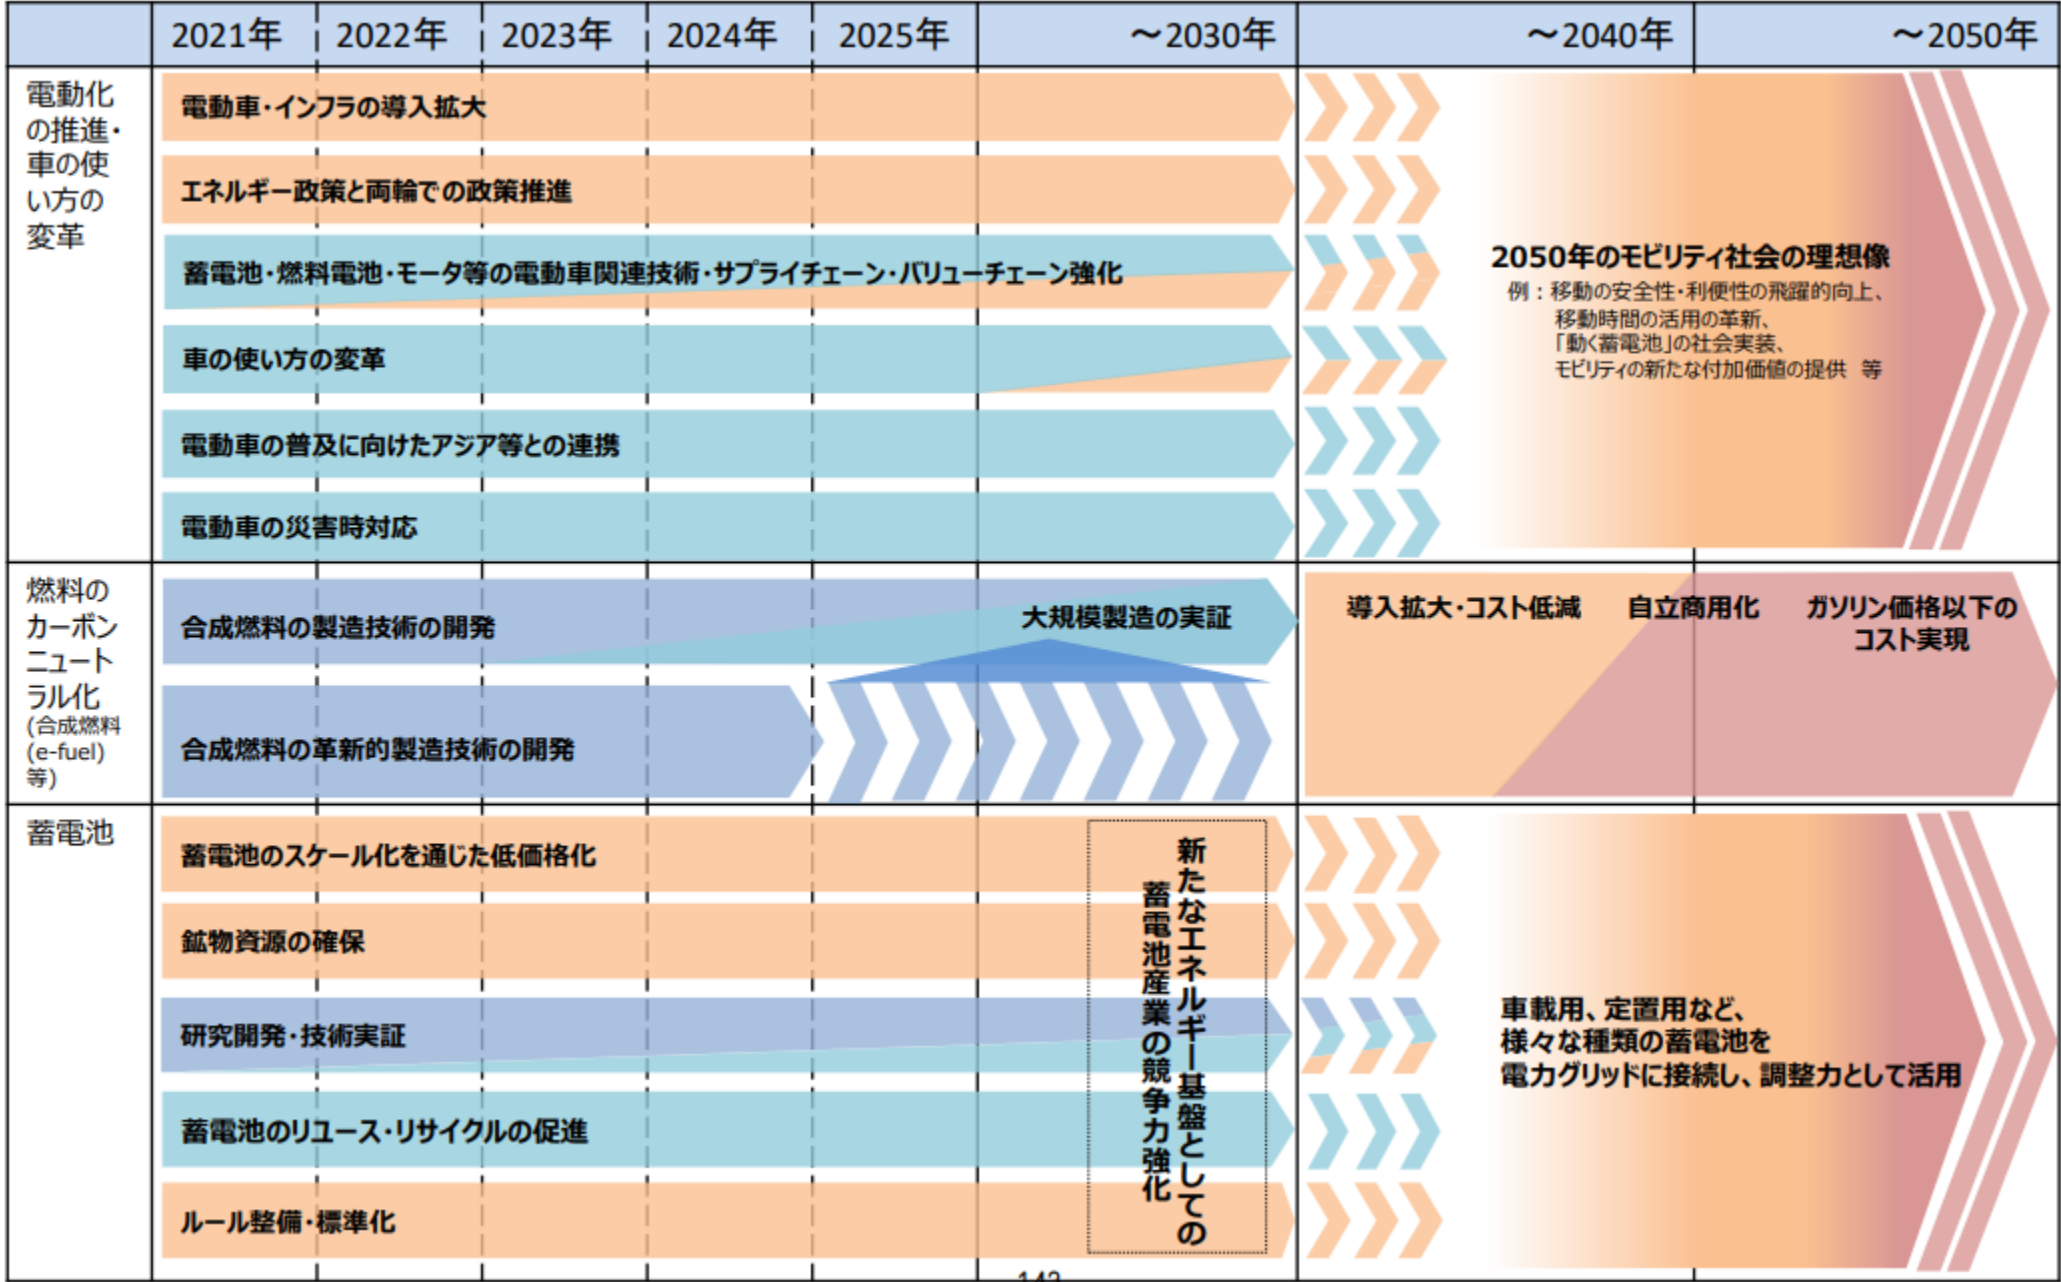 2021年 2022年 2023年 2024年 2025年 ～2030年 ～2040年 ～2050年
電動化
の推進・
車の使
い方の
変革
電動車・インフラの導入拡大
エネルギー政策と両輪での政策推進
蓄電池・燃料電池・モータ等の電動車関連技術・サプライチェーン・バリューチェーン強化
車の使い方の変革
電動車の普及に向けたアジア等との連携
電動車の災害時対応
2050年のモビリティ社会の理想像
例：移動の安全性・利便性の飛躍的向上、
移動時間の活用の革新、
「動く蓄電池」の社会実装、
モビリティの新たな付加価値の提供　等
燃料の
カーボン
ニュート
ラル化
(合成燃料
(e-fuel)
等)
合成燃料の製造技術の開発
大規模製造の実証
合成燃料の革新的製造技術の開発
導入拡大・コスト低減
自立商用化
ガソリン価格以下の
コスト実現
蓄電池
蓄電池のスケール化を通じた低価格化
鉱物資源の確保
研究開発・技術実証
蓄電池のリユース・リサイクルの促進
ルール整備・標準化
新たなエネルギー基盤としての
蓄電池産業の競争力強化
車載用、定置用など、
様々な種類の蓄電池を
電力グリッドに接続し、調整力として活用